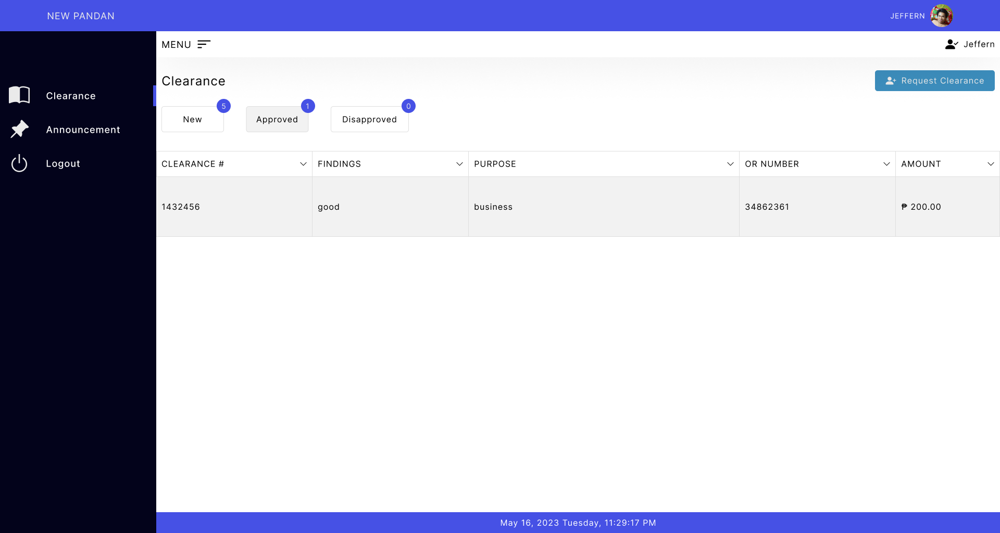 NEW PANDAN
JEFFERN
MENU
Jeffern
Clearance
Announcement
Logout
Clearance
Request Clearance
New 5
Approved 1
Disapproved 0
CLEARANCE # FINDINGS PURPOSE OR NUMBER AMOUNT
1432456 good business 34862361 ₱ 200.00
May 16, 2023 Tuesday, 11:29:17 PM